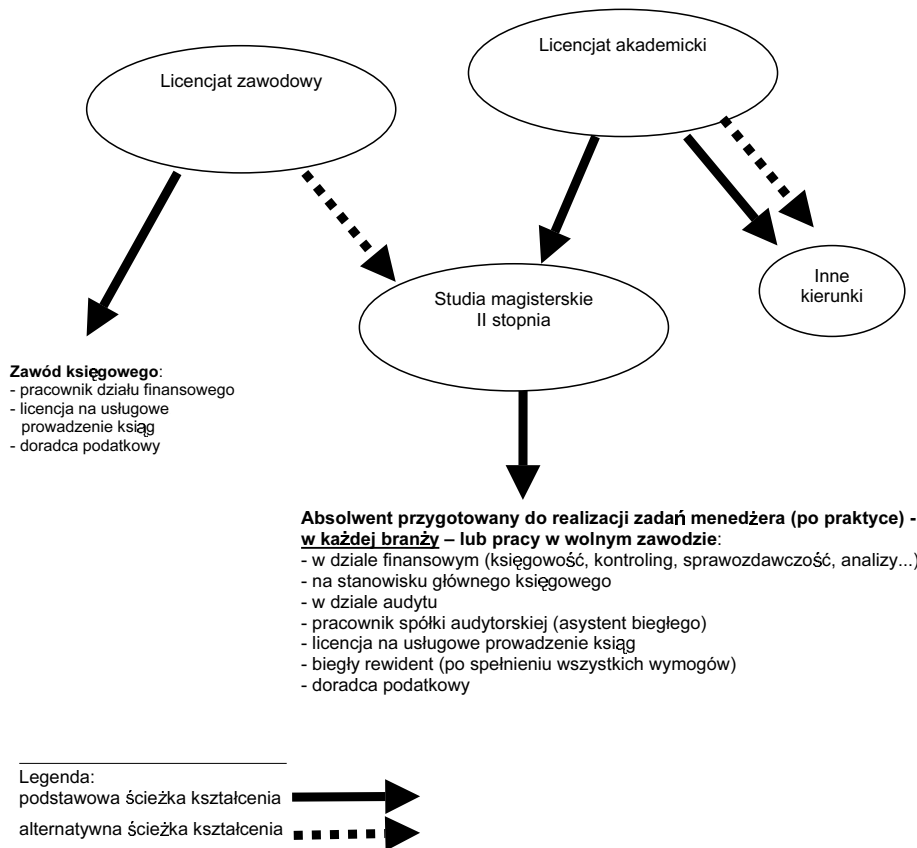 Licencjat zawodowy
Licencjat akademicki
Studia magisterskie
II stopnia
Inne
kierunki
Zawód księgowego:
- pracownik działu finansowego
- licencja na usługowe
prowadzenie ksiąg
- doradca podatkowy
Absolwent przygotowany do realizacji zadań menedżera (po praktyce) -
w każdej branży – lub pracy w wolnym zawodzie:
- w dziale finansowym (księgowość, kontroling, sprawozdawczość, analizy...)
- na stanowisku głównego księgowego
- w dziale audytu
- pracownik spółki audytorskiej (asystent biegłego)
- licencja na usługowe prowadzenie ksiąg
- biegły rewident (po spełnieniu wszystkich wymogów)
- doradca podatkowy
Legenda:
podstawowa ścieżka kształcenia
alternatywna ścieżka kształcenia